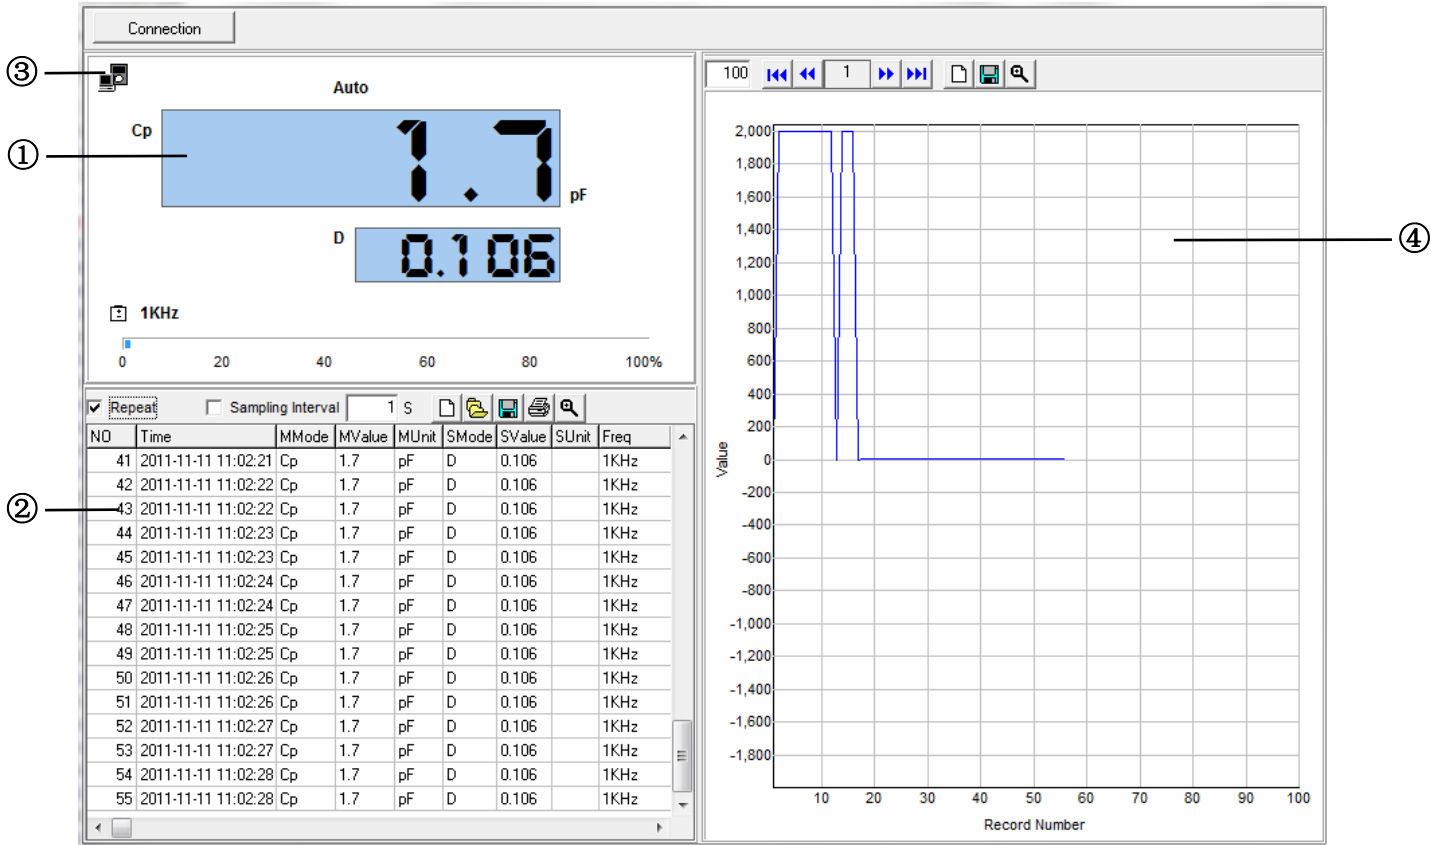 Connection
③
Auto
Cp
1.7
①
pF
D
0.106
1KHz
0 20 40 60 80 100%
Repeat Sampling Interval 1 S
NO Time MMode MValue MUnit SMode SValue SUnit Freq
41 2011-11-11 11:02:21 Cp 1.7 pF D 0.106 1KHz
42 2011-11-11 11:02:22 Cp 1.7 pF D 0.106 1KHz
②
43 2011-11-11 11:02:22 Cp 1.7 pF D 0.106 1KHz
44 2011-11-11 11:02:23 Cp 1.7 pF D 0.106 1KHz
45 2011-11-11 11:02:23 Cp 1.7 pF D 0.106 1KHz
46 2011-11-11 11:02:24 Cp 1.7 pF D 0.106 1KHz
47 2011-11-11 11:02:24 Cp 1.7 pF D 0.106 1KHz
48 2011-11-11 11:02:25 Cp 1.7 pF D 0.106 1KHz
49 2011-11-11 11:02:25 Cp 1.7 pF D 0.106 1KHz
50 2011-11-11 11:02:26 Cp 1.7 pF D 0.106 1KHz
51 2011-11-11 11:02:26 Cp 1.7 pF D 0.106 1KHz
52 2011-11-11 11:02:27 Cp 1.7 pF D 0.106 1KHz
53 2011-11-11 11:02:27 Cp 1.7 pF D 0.106 1KHz
54 2011-11-11 11:02:28 Cp 1.7 pF D 0.106 1KHz
55 2011-11-11 11:02:28 Cp 1.7 pF D 0.106 1KHz
100 1
2,000
1,800
1,600
1,400
④
1,200
1,000
800
600
400
200
Value
0
-200
-400
-600
-800
-1,000
-1,200
-1,400
-1,600
-1,800
10 20 30 40 50 60 70 80 90 100
Record Number